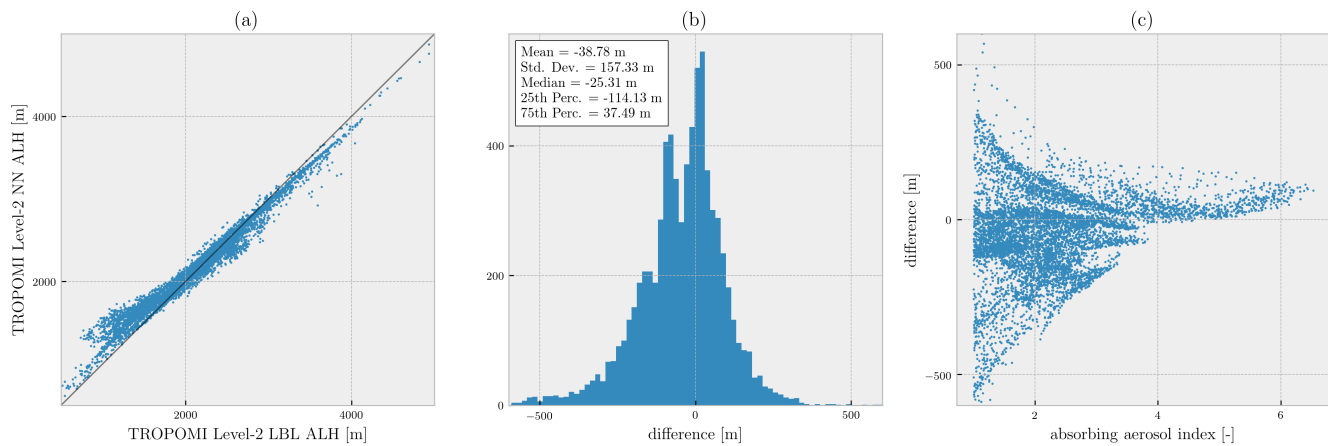 (a)
4000
2000
2000
4000
TROPOMI Level-2 NN ALH [m]
TROPOMI Level-2 LBL ALH [m]
(b)
Mean = -38.78 m
Std. Dev. = 157.33 m
Median = -25.31 m
25th Perc. = -114.13 m
75th Perc. = 37.49 m
400
200
0
−500
0
500
difference [m]
(c)
500
0
−500
2
4
6
difference [m]
absorbing aerosol index [-]